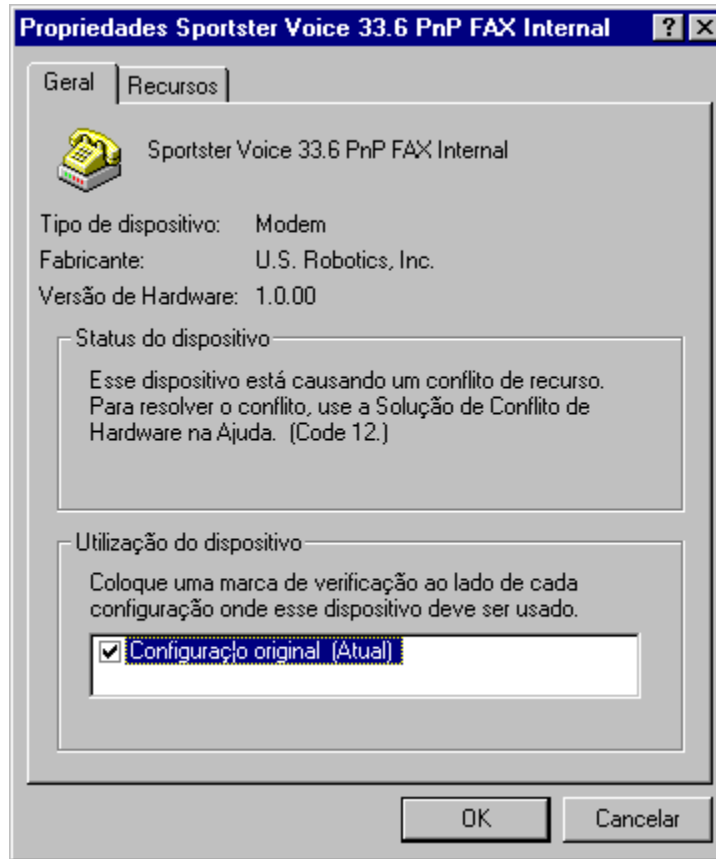 Propriedades Sportster Voice 33.6 PnP FAX Internal
Geral
Recursos
Sportster Voice 33.6 PnP FAX Internal
Tipo de dispositivo: Modem
Fabricante: U.S. Robotics, Inc.
Versão de Hardware: 1.0.00
Status do dispositivo
Esse dispositivo está causando um conflito de recurso.
Para resolver o conflito, use a Solução de Conflito de
Hardware na Ajuda. (Code 12.)
Utilização do dispositivo
Coloque uma marca de verificação ao lado de cada
configuração onde esse dispositivo deve ser usado.
Configuraç¦o original (Atual)
OK
Cancelar